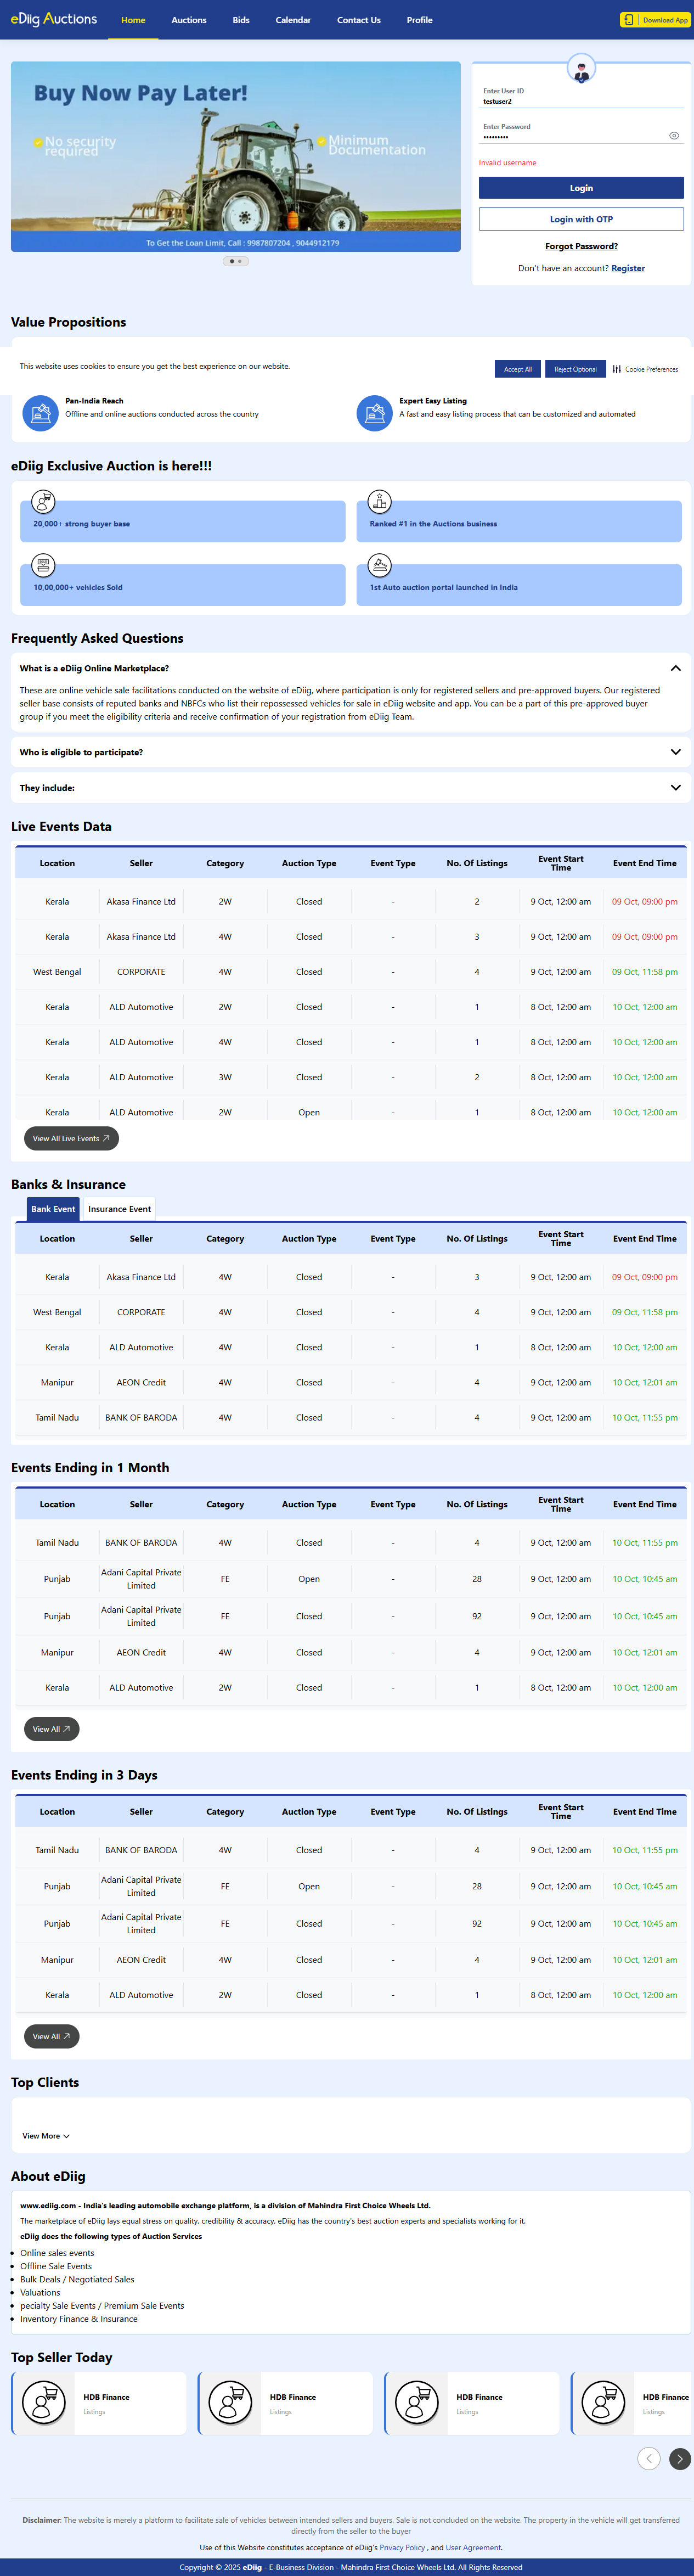 eDiig Auctions
Home
Auctions
Bids
Calendar
Contact Us
Profile
Download App
Buy Now Pay Later!
No security
required
Minimum
Documentation
To Get the Loan Limit, Call : 9987807204 , 9044912179
Enter User ID
testuser2
Enter Password
•••••••••
Invalid username
Login
Login with OTP
Forgot Password?
Don't have an account? Register
Value Propositions
This website uses cookies to ensure you get the best experience on our website.
Accept All
Reject Optional
Cookie Preferences
Pan-India Reach
Offline and online auctions conducted across the country
Expert Easy Listing
A fast and easy listing process that can be customized and automated
eDiig Exclusive Auction is here!!!
20,000+ strong buyer base
Ranked #1 in the Auctions business
10,00,000+ vehicles Sold
1st Auto auction portal launched in India
Frequently Asked Questions
What is a eDiig Online Marketplace?
These are online vehicle sale facilitations conducted on the website of eDiig, where participation is only for registered sellers and pre-approved buyers. Our registered
seller base consists of reputed banks and NBFCs who list their repossessed vehicles for sale in eDiig website and app. You can be a part of this pre-approved buyer
group if you meet the eligibility criteria and receive confirmation of your registration from eDiig Team.
Who is eligible to participate?
They include:
Live Events Data
Location Seller Category Auction Type Event Type No. Of Listings Event Start Time Event End Time
Kerala Akasa Finance Ltd 2W Closed - 2 9 Oct, 12:00 am 09 Oct, 09:00 pm
Kerala Akasa Finance Ltd 4W Closed - 3 9 Oct, 12:00 am 09 Oct, 09:00 pm
West Bengal CORPORATE 4W Closed - 4 9 Oct, 12:00 am 09 Oct, 11:58 pm
Kerala ALD Automotive 2W Closed - 1 8 Oct, 12:00 am 10 Oct, 12:00 am
Kerala ALD Automotive 4W Closed - 1 8 Oct, 12:00 am 10 Oct, 12:00 am
Kerala ALD Automotive 3W Closed - 2 8 Oct, 12:00 am 10 Oct, 12:00 am
Kerala ALD Automotive 2W Open - 1 8 Oct, 12:00 am 10 Oct, 12:00 am
View All Live Events
Banks & Insurance
Bank Event
Insurance Event
Location Seller Category Auction Type Event Type No. Of Listings Event Start Time Event End Time
Kerala Akasa Finance Ltd 4W Closed - 3 9 Oct, 12:00 am 09 Oct, 09:00 pm
West Bengal CORPORATE 4W Closed - 4 9 Oct, 12:00 am 09 Oct, 11:58 pm
Kerala ALD Automotive 4W Closed - 1 8 Oct, 12:00 am 10 Oct, 12:00 am
Manipur AEON Credit 4W Closed - 4 9 Oct, 12:00 am 10 Oct, 12:01 am
Tamil Nadu BANK OF BARODA 4W Closed - 4 9 Oct, 12:00 am 10 Oct, 11:55 pm
Events Ending in 1 Month
Location Seller Category Auction Type Event Type No. Of Listings Event Start Time Event End Time
Tamil Nadu BANK OF BARODA 4W Closed - 4 9 Oct, 12:00 am 10 Oct, 11:55 pm
Punjab Adani Capital Private Limited FE Open - 28 9 Oct, 12:00 am 10 Oct, 10:45 am
Punjab Adani Capital Private Limited FE Closed - 92 9 Oct, 12:00 am 10 Oct, 10:45 am
Manipur AEON Credit 4W Closed - 4 9 Oct, 12:00 am 10 Oct, 12:01 am
Kerala ALD Automotive 2W Closed - 1 8 Oct, 12:00 am 10 Oct, 12:00 am
View All
Events Ending in 3 Days
Location Seller Category Auction Type Event Type No. Of Listings Event Start Time Event End Time
Tamil Nadu BANK OF BARODA 4W Closed - 4 9 Oct, 12:00 am 10 Oct, 11:55 pm
Punjab Adani Capital Private Limited FE Open - 28 9 Oct, 12:00 am 10 Oct, 10:45 am
Punjab Adani Capital Private Limited FE Closed - 92 9 Oct, 12:00 am 10 Oct, 10:45 am
Manipur AEON Credit 4W Closed - 4 9 Oct, 12:00 am 10 Oct, 12:01 am
Kerala ALD Automotive 2W Closed - 1 8 Oct, 12:00 am 10 Oct, 12:00 am
View All
Top Clients
View More
About eDiig
www.ediig.com - India's leading automobile exchange platform, is a division of Mahindra First Choice Wheels Ltd.
The marketplace of eDiig lays equal stress on quality, credibility & accuracy. eDiig has the country's best auction experts and specialists working for it.
eDiig does the following types of Auction Services
Online sales events
Offline Sale Events
Bulk Deals / Negotiated Sales
Valuations
pecialty Sale Events / Premium Sale Events
Inventory Finance & Insurance
Top Seller Today
HDB Finance
Listings
HDB Finance
Listings
HDB Finance
Listings
HDB Finance
Listings
Disclaimer: The website is merely a platform to facilitate sale of vehicles between intended sellers and buyers. Sale is not concluded on the website. The property in the vehicle will get transferred
directly from the seller to the buyer
Use of this Website constitutes acceptance of eDiig's Privacy Policy , and User Agreement.
Copyright © 2025 eDiig - E-Business Division - Mahindra First Choice Wheels Ltd. All Rights Reserved